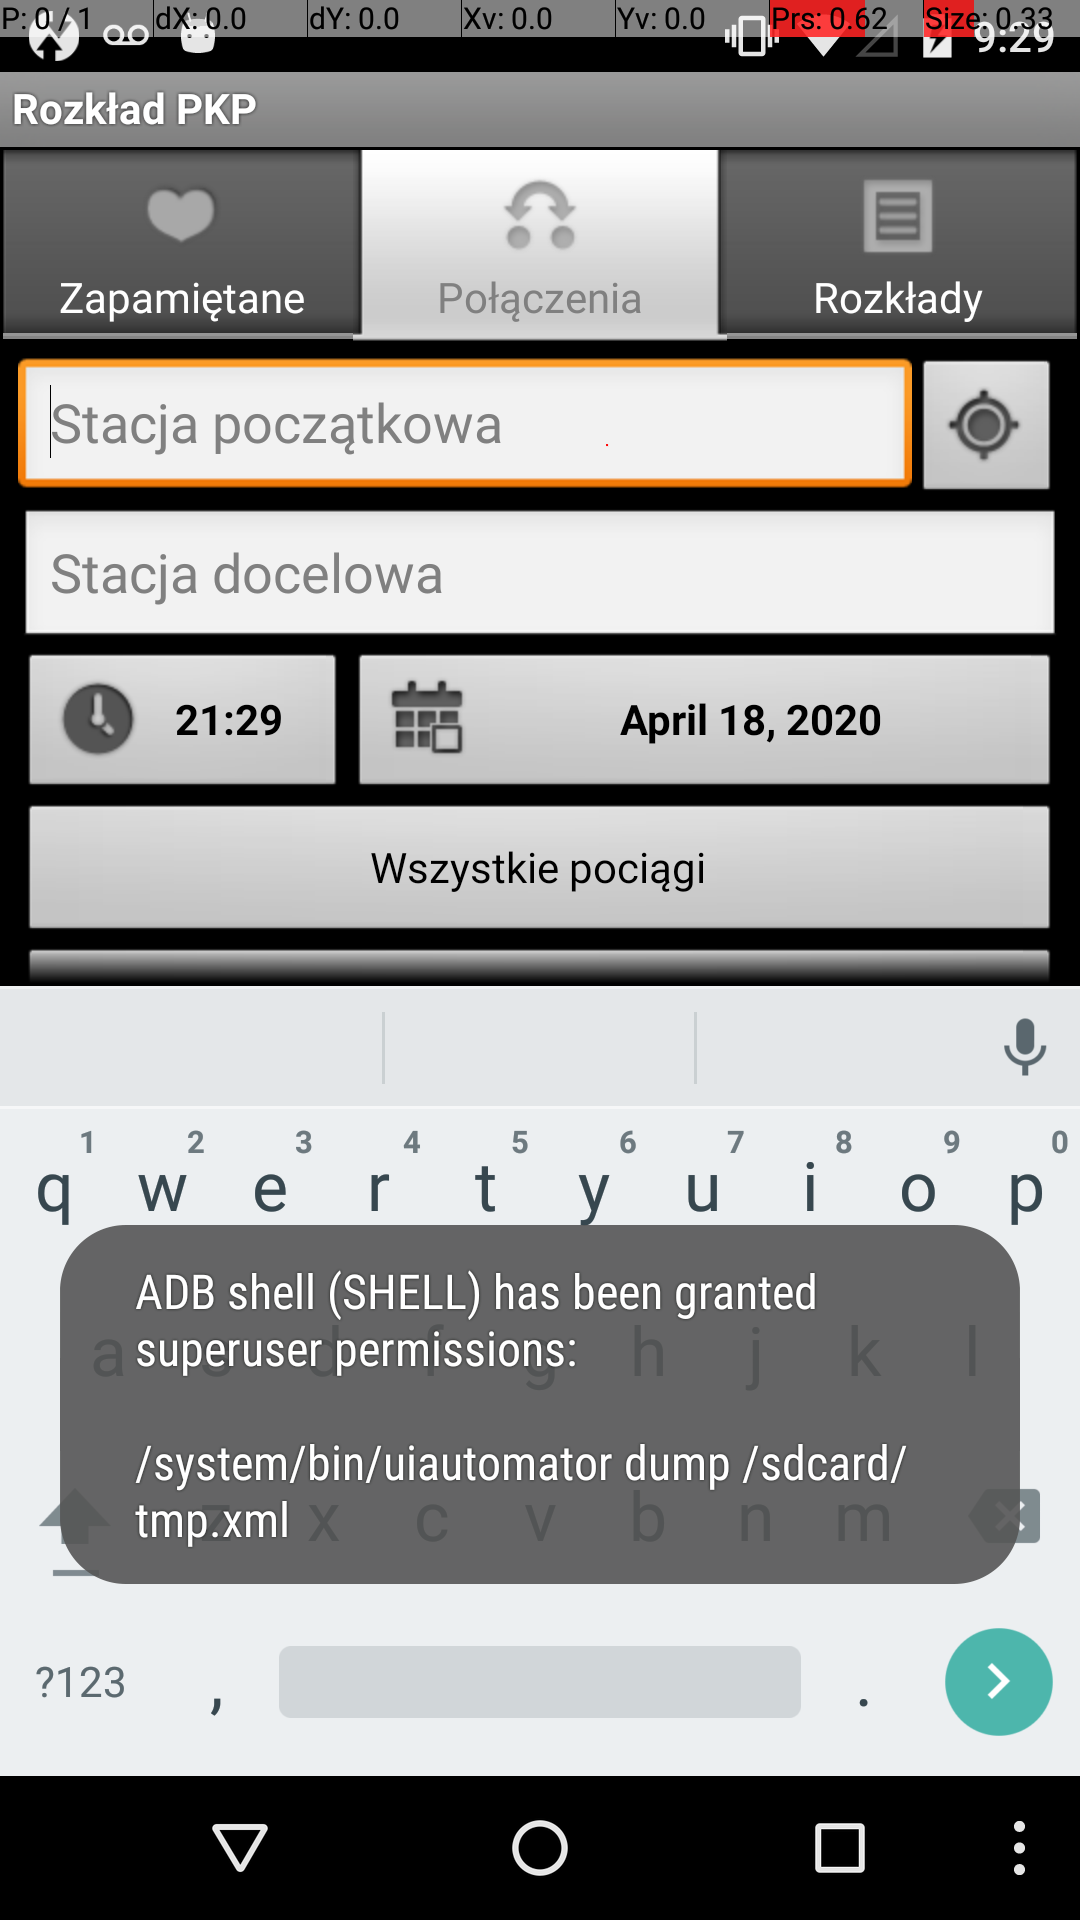 P: 0 / 1 dX: 0.0 dY: 0.0 Xv: 0.0 Yv: 0.0 Prs: 0.62 Size: 0.33
9:29
Rozkład PKP
Zapamiętane Połączenia Rozkłady
Stacja początkowa
Stacja docelowa
21:29 April 18, 2020
Wszystkie pociągi
1 2 3 4 5 6 7 8 9 0
q w e r t y u i o p
a s d f g h j k l
z x c v b n m
ADB shell (SHELL) has been granted
superuser permissions:
/system/bin/uiautomator dump /sdcard/
tmp.xml
?123 , .